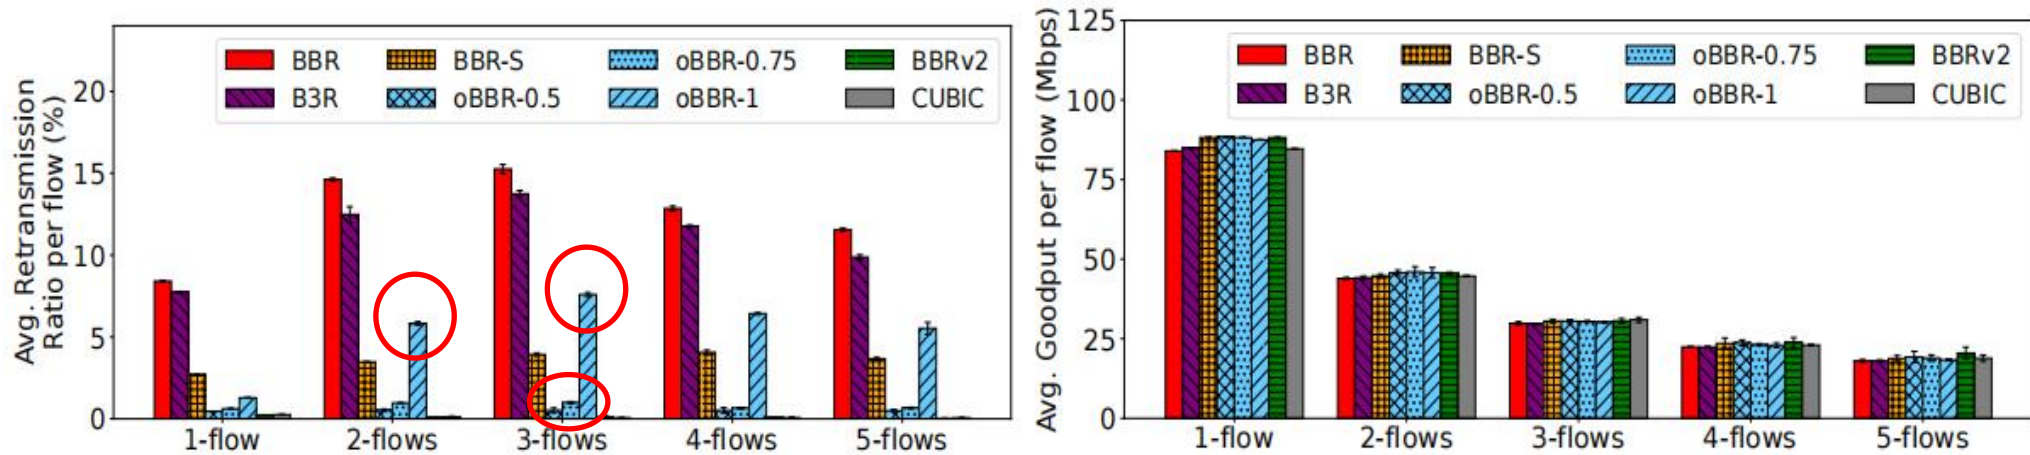 Avg. Retransmission
Ratio per flow (%)
20
15
10
5
0
BBR
BBR-S
oBBR-0.75
BBRv2
B3R
oBBR-0.5
oBBR-1
CUBIC
1-flow
2-flows
3-flows
4-flows
5-flows
Avg. Goodput per flow (Mbps)
125
100
75
50
25
0
BBR
BBR-S
oBBR-0.75
BBRv2
B3R
oBBR-0.5
oBBR-1
CUBIC
1-flow
2-flows
3-flows
4-flows
5-flows